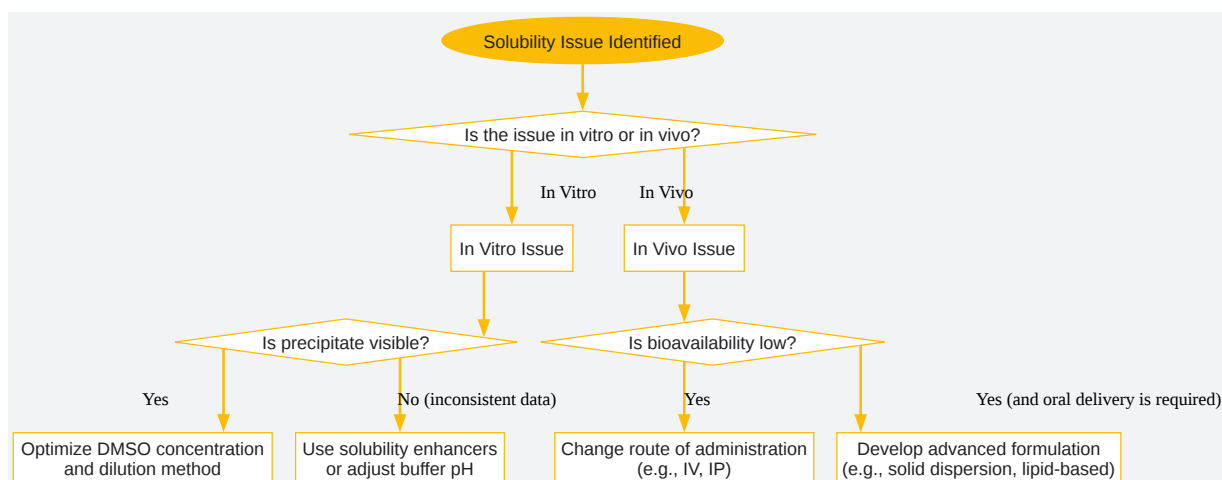 Solubility Issue Identified
Is the issue in vitro or in vivo?
In Vitro
In Vivo
In Vitro Issue
In Vivo Issue
Is precipitate visible?
Is bioavailability low?
Yes
No (inconsistent data)
Yes
Yes (and oral delivery is required)
Optimize DMSO concentration
and dilution method
Use solubility enhancers
or adjust buffer pH
Change route of administration
(e.g., IV, IP)
Develop advanced formulation
(e.g., solid dispersion, lipid-based)